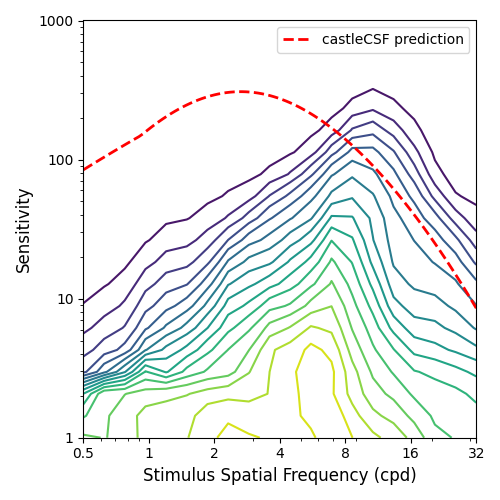 castleCSF prediction
Sensitivity
1000
100
10
1
0.5 1 2 4 8 16 32
Stimulus Spatial Frequency (cpd)